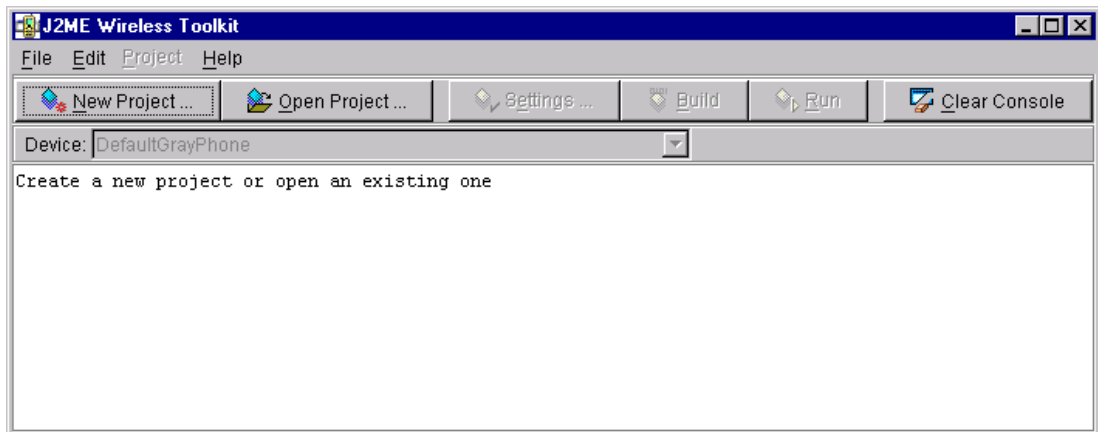 J2ME Wireless Toolkit
File Edit Project Help
New Project ... Open Project ... Settings ... Build Run Clear Console
Device: DefaultGrayPhone
Create a new project or open an existing one